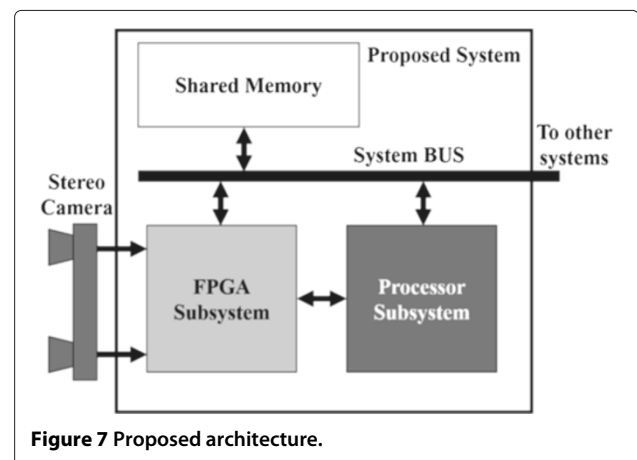 Proposed System
Shared Memory
System BUS
To other
systems
Stereo
Camera
FPGA
Subsystem
Processor
Subsystem
Figure 7 Proposed architecture.